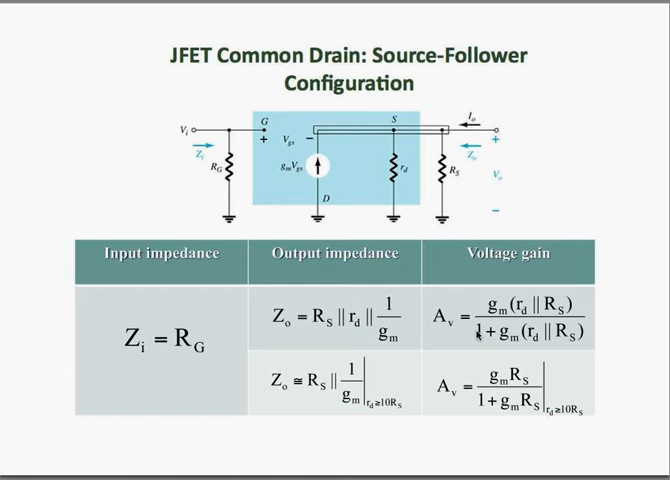 JFET Common Drain: Source-Follower
Configuration
Vi
G
+
Vgs
−
S
Io
+
Zi
RG
gmVgs
rd
RS
Zo
Vo
D
−
Input impedance
Output impedance
Voltage gain
Zi = RG
Zo = RS || rd || 1/gm
Av = gm(rd || RS) / 1 + gm(rd || RS)
Zo ≅ RS || 1/gm | rd≥10RS
Av = gmRS / 1 + gmRS | rd≥10RS